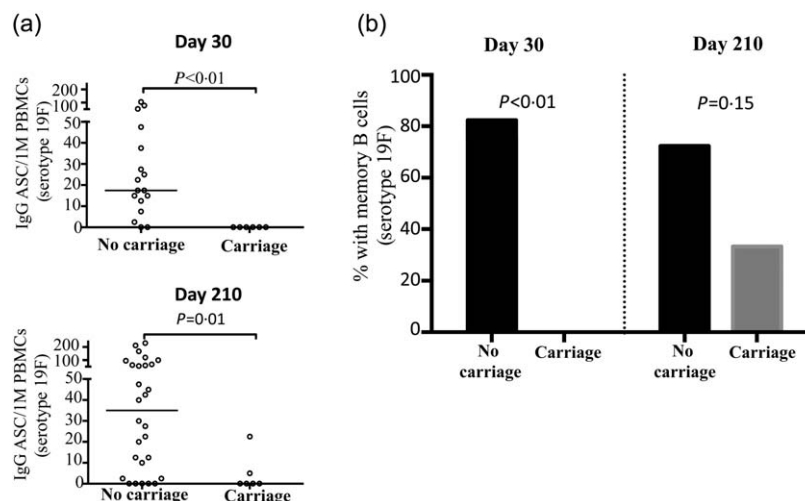 (a)
Day 30
P<0·01
IgG ASC/1M PBMCs
(serotype 19F)
200
100
50
40
30
20
10
0
No carriage
Carriage
Day 210
P=0·01
IgG ASC/1M PBMCs
(serotype 19F)
200
100
50
40
30
20
10
0
No carriage
Carriage
(b)
Day 30
Day 210
% with memory B cells
(serotype 19F)
100
80
60
40
20
0
P<0·01
P=0·15
No
carriage
Carriage
No
carriage
Carriage